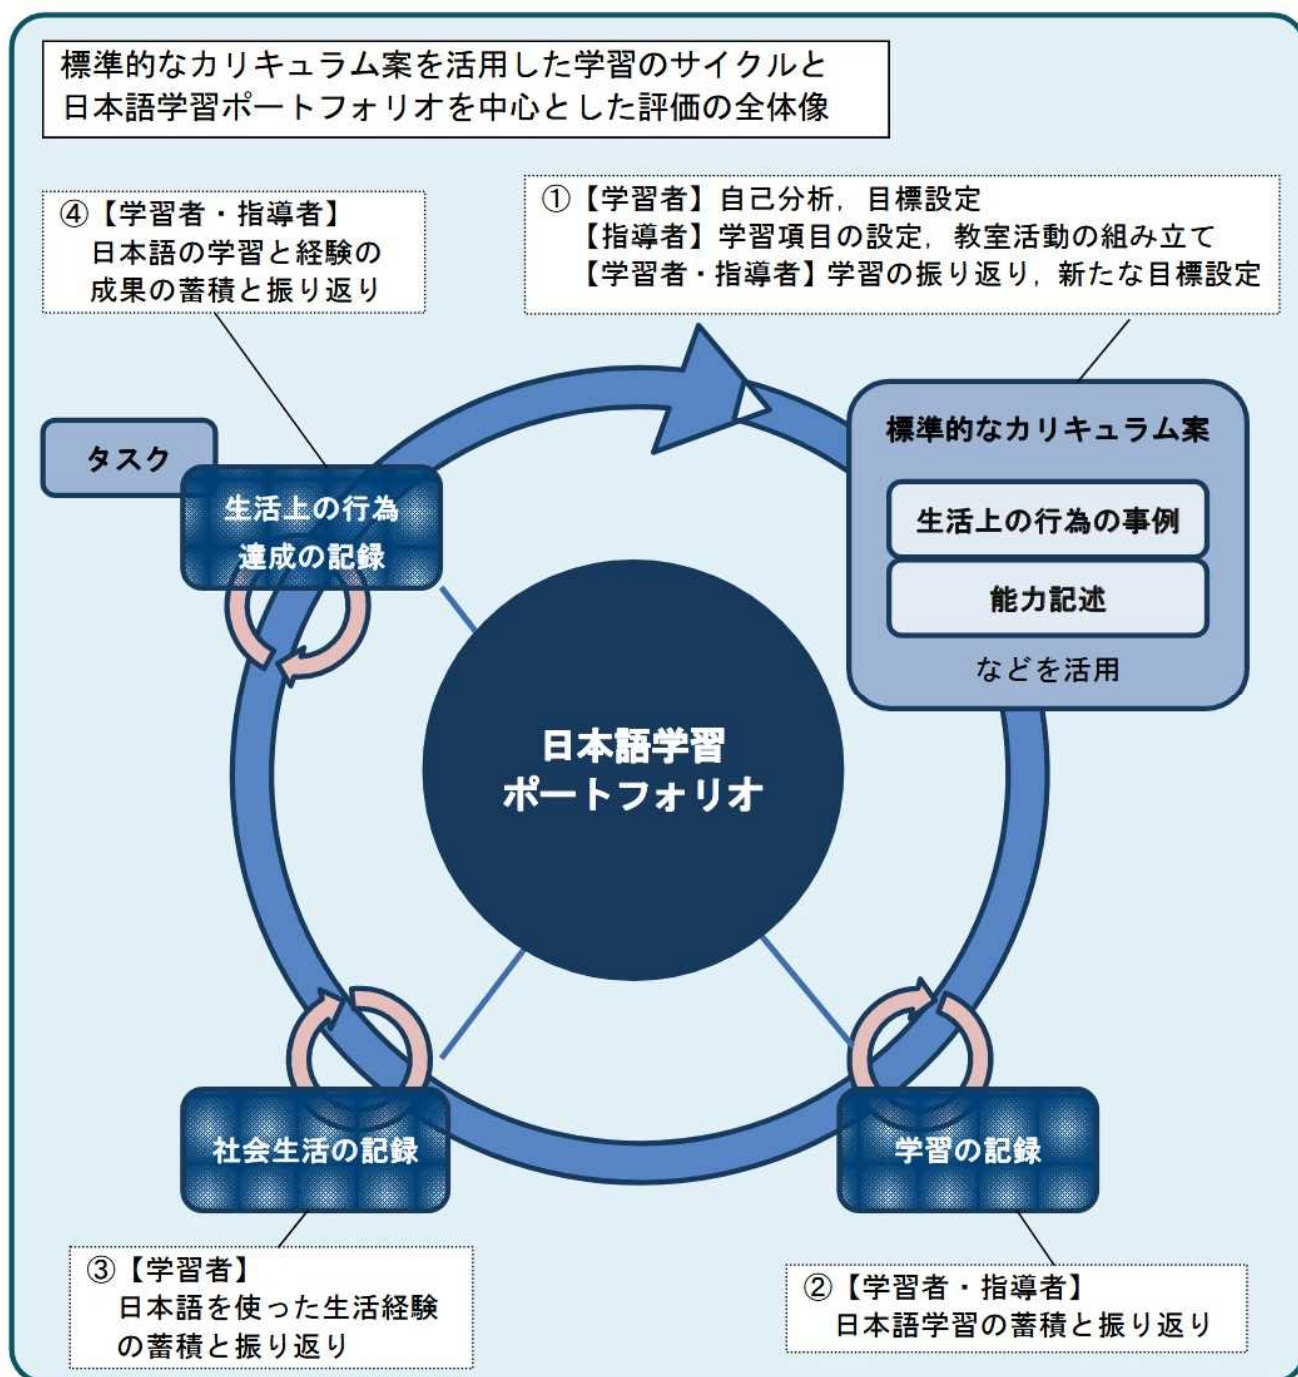 標準的なカリキュラム案を活用した学習のサイクルと
日本語学習ポートフォリオを中心とした評価の全体像
④【学習者・指導者】
日本語の学習と経験の
成果の蓄積と振り返り
①【学習者】自己分析，目標設定
【指導者】学習項目の設定，教室活動の組み立て
【学習者・指導者】学習の振り返り，新たな目標設定
タスク
生活上の行為
達成の記録
標準的なカリキュラム案
生活上の行為の事例
能力記述
などを活用
日本語学習
ポートフォリオ
社会生活の記録
学習の記録
③【学習者】
日本語を使った生活経験
の蓄積と振り返り
②【学習者・指導者】
日本語学習の蓄積と振り返り